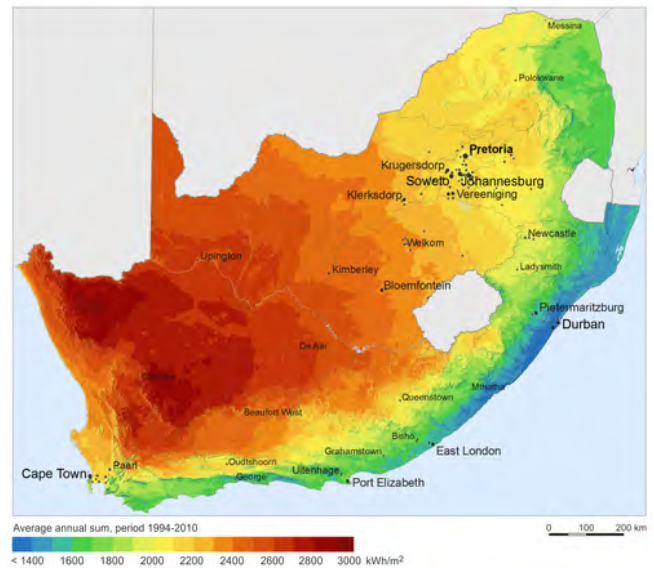 Messina
Polokwane
Pretoria
Krugersdorp
Soweto Johannesburg
Klerksdorp Vereeniging
Welkom
Newcastle
Upington
Kimberley
Ladysmith
Bloemfontein
Pietermaritzburg
Durban
De Aar
Mthatha
Queenstown
Beaufort West
Bisho
East London
Grahamstown
Cape Town
Paarl
Oudtshoorn
Uitenhage
George
Port Elizabeth
Average annual sum, period 1994-2010
0 100 200 km
< 1400 1600 1800 2000 2200 2400 2600 2800 3000 kWh/m²